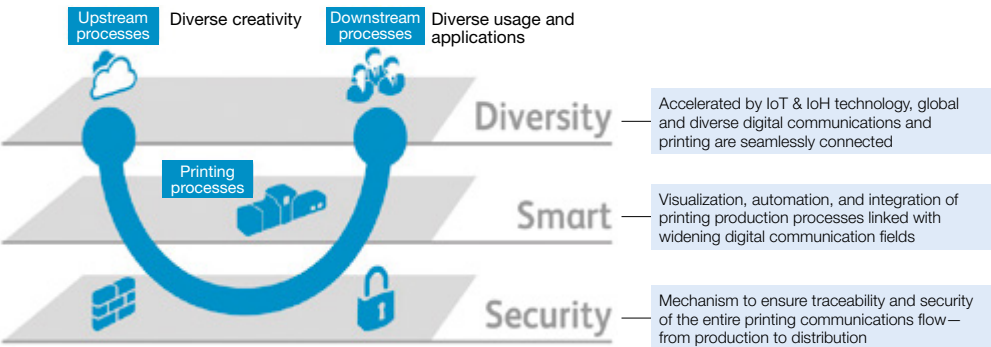 Upstream
processes
Diverse creativity
Downstream
processes
Diverse usage and
applications
Diversity
Accelerated by IoT & IoH technology, global
and diverse digital communications and
printing are seamlessly connected
Printing
processes
Smart
Visualization, automation, and integration of
printing production processes linked with
widening digital communication fields
Security
Mechanism to ensure traceability and security
of the entire printing communications flow—
from production to distribution